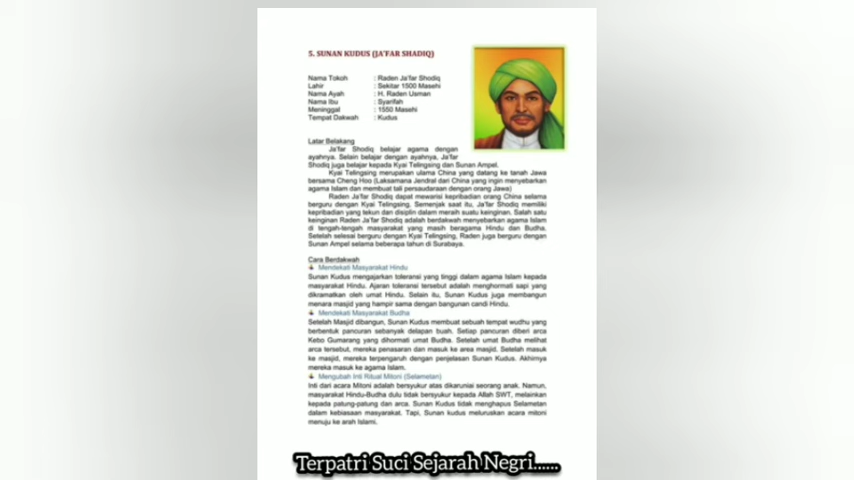 5. SUNAN KUDUS (JA'FAR SHADIQ)
Nama Tokoh : Raden Ja'far Shodiq
Lahir : Sekitar 1500 Masehi
Nama Ayah : H. Raden Usman
Nama Ibu : Syarifah
Meninggal : 1550 Masehi
Tempat Dakwah : Kudus
Latar Belakang
Ja'far Shodiq belajar agama dengan
ayahnya. Selain belajar dengan ayahnya, Ja'far
Shodiq juga belajar kepada Kyai Telingsing dan Sunan Ampel.
Kyai Telingsing merupakan ulama China yang datang ke tanah Jawa
bersama Cheng Hoo (Laksamana Jendral dari China yang ingin menyebarkan
agama Islam dan membuat tali persaudaraan dengan orang Jawa)
Raden Ja'far Shodiq dapat mewarisi kepribadian orang China selama
berguru dengan Kyai Telingsing. Semenjak saat itu, Ja'far Shodiq memiliki
kepribadian yang tekun dan disiplin dalam meraih suatu keinginan. Salah satu
keinginan Raden Ja'far Shodiq adalah berdakwah menyebarkan agama Islam
di tengah-tengah masyarakat yang masih beragama Hindu dan Budha.
Setelah selesai berguru dengan Kyai Telingsing, Raden juga berguru dengan
Sunan Ampel selama beberapa tahun di Surabaya.
Cara Berdakwah
Mendekati Masyarakat Hindu
Sunan Kudus mengajarkan toleransi yang tinggi dalam agama Islam kepada
masyarakat Hindu. Ajaran toleransi tersebut adalah menghormati sapi yang
dikramatkan oleh umat Hindu. Selain itu, Sunan Kudus juga membangun
menara masjid yang hampir sama dengan bangunan candi Hindu.
Mendekati Masyarakat Budha
Setelah Masjid dibangun, Sunan Kudus membuat sebuah tempat wudhu yang
berbentuk pancuran sebanyak delapan buah. Setiap pancuran diberi arca
Kebo Gumarang yang dihormati umat Budha. Setelah umat Budha melihat
arca tersebut, mereka penasaran dan masuk ke area masjid. Setelah masuk
ke masjid, mereka terpengaruh dengan penjelasan Sunan Kudus. Akhirnya
mereka masuk ke agama Islam.
Mengubah Inti Ritual Mitoni (Selametan)
Inti dari acara Mitoni adalah bersyukur atas dikaruniai seorang anak. Namun,
masyarakat Hindu-Budha dulu tidak bersyukur kepada Allah SWT, melainkan
kepada patung-patung dan arca. Sunan Kudus tidak menghapus Selametan
dalam kebiasaan masyarakat. Tapi, Sunan kudus meluruskan acara mitoni
menuju ke arah Islami.
Terpatri Suci Sejarah Negri......